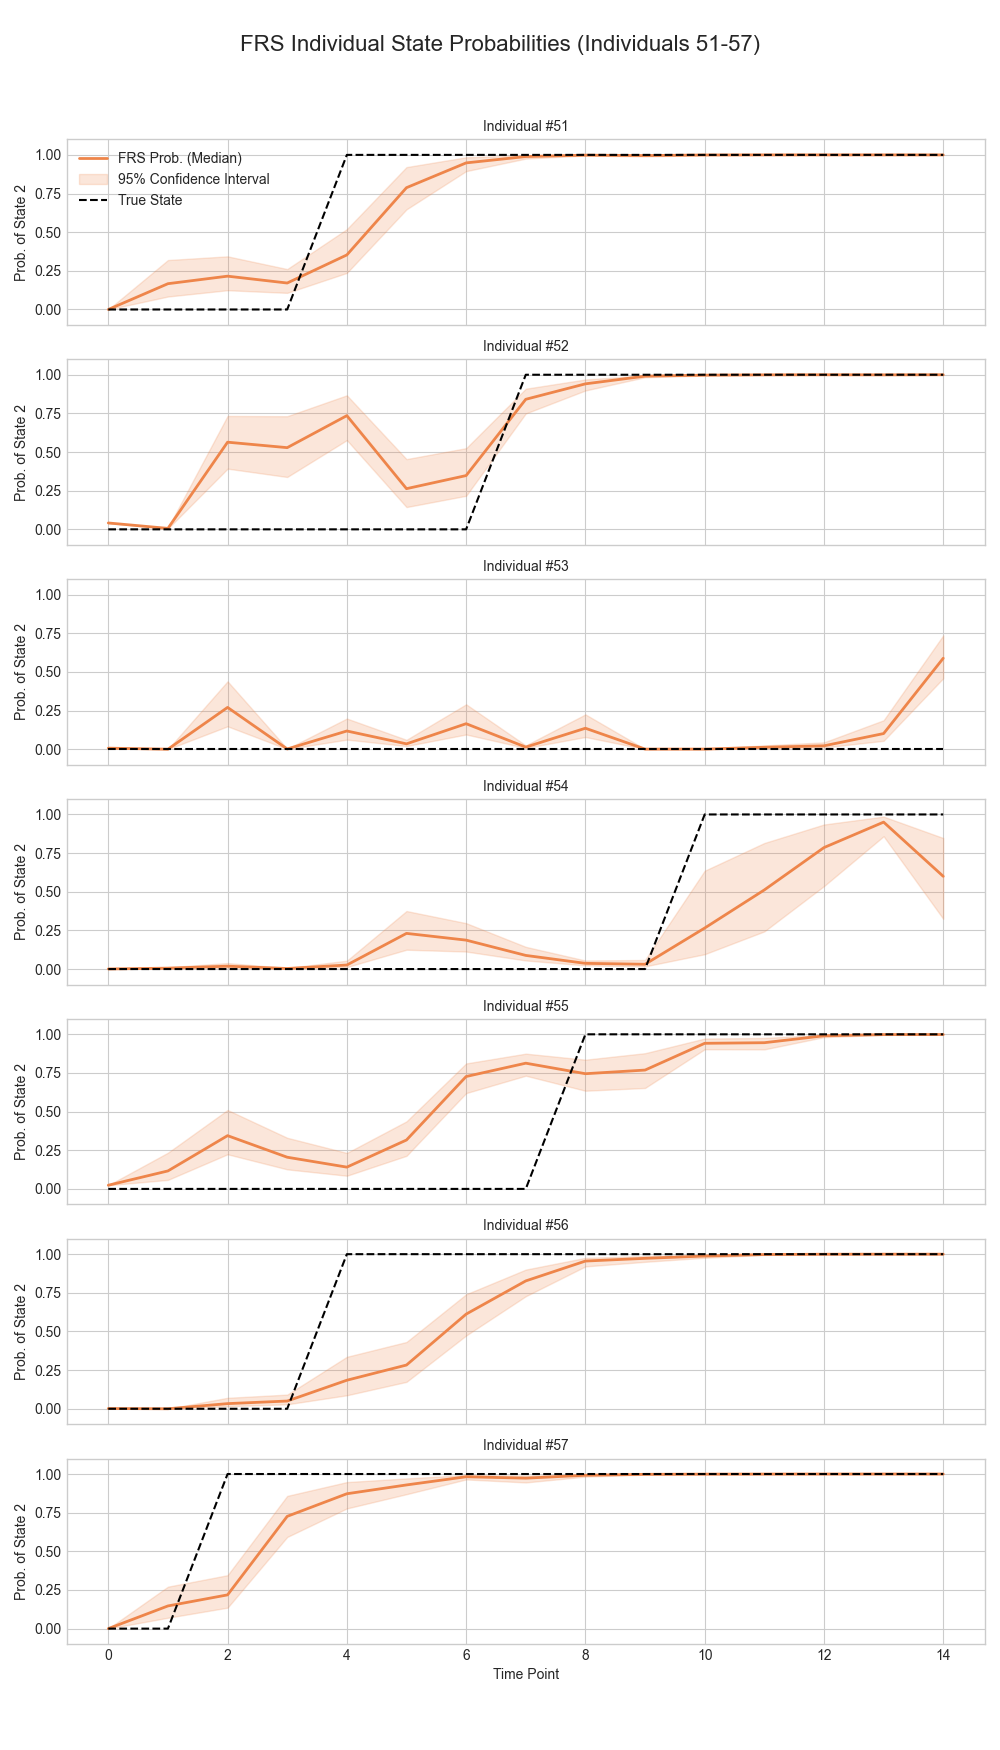 FRS Individual State Probabilities (Individuals 51-57)
Individual #51
FRS Prob. (Median)
95% Confidence Interval
True State
Prob. of State 2
1.00
0.75
0.50
0.25
0.00
Individual #52
Prob. of State 2
1.00
0.75
0.50
0.25
0.00
Individual #53
Prob. of State 2
1.00
0.75
0.50
0.25
0.00
Individual #54
Prob. of State 2
1.00
0.75
0.50
0.25
0.00
Individual #55
Prob. of State 2
1.00
0.75
0.50
0.25
0.00
Individual #56
Prob. of State 2
1.00
0.75
0.50
0.25
0.00
Individual #57
Prob. of State 2
1.00
0.75
0.50
0.25
0.00
0 2 4 6 8 10 12 14
Time Point